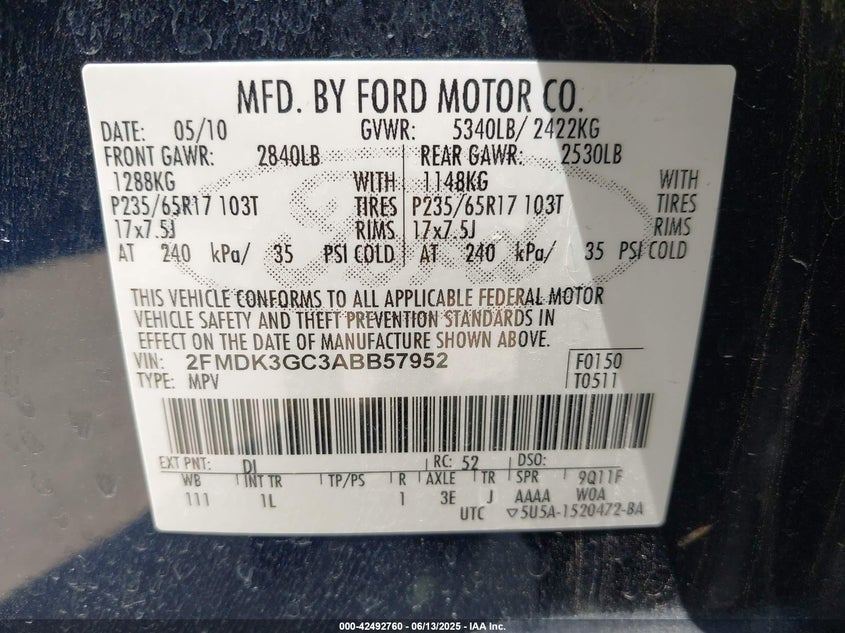 MFD. BY FORD MOTOR CO.
DATE: 05/10 GVWR: 5340LB/ 2422KG
FRONT GAWR: 2840LB REAR GAWR: 2530LB
1288KG WITH 1148KG WITH
P235/65R17 103T TIRES P235/65R17 103T TIRES
17x7.5J RIMS 17x7.5J RIMS
AT 240 kPa/ 35 PSI COLD AT 240 kPa/ 35 PSI COLD
THIS VEHICLE CONFORMS TO ALL APPLICABLE FEDERAL MOTOR
VEHICLE SAFETY AND THEFT PREVENTION STANDARDS IN
EFFECT ON THE DATE OF MANUFACTURE SHOWN ABOVE.
VIN: 2FMDK3GC3ABB57952 F0150
TYPE: MPV T0511
EXT PNT: DI RC: 52 DSO:
WB INT TR TP/PS R AXLE TR SPR 9Q11F
111 1L 1 3E J AAAA W0A
UTC ▽5U5A-1520472-BA
000-42492760 - 06/13/2025 - IAA Inc.